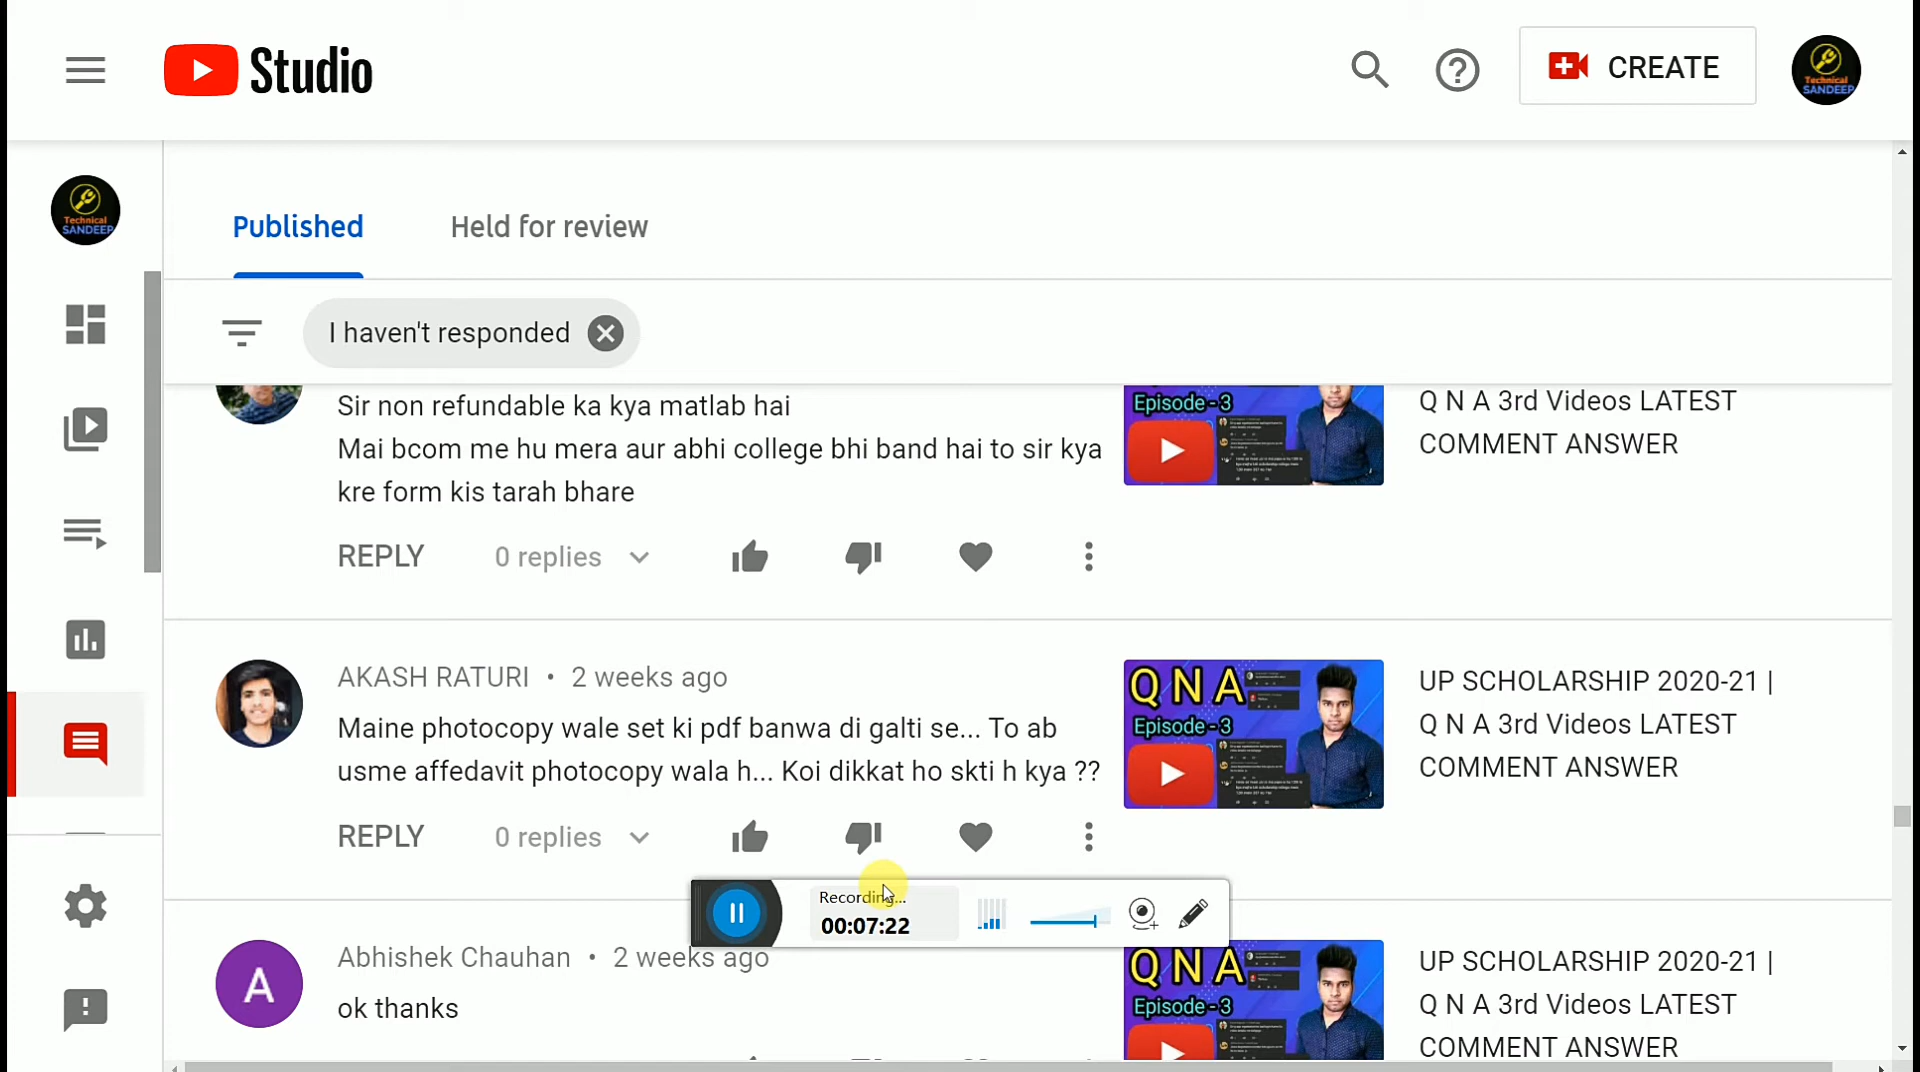 Studio
CREATE
Technical
SANDEEP
Technical
SANDEEP
Published
Held for review
I haven't responded
Sir non refundable ka kya matlab hai
Mai bcom me hu mera aur abhi college bhi band hai to sir kya
kre form kis tarah bhare
REPLY
0 replies
Episode-3
Q N A 3rd Videos LATEST
COMMENT ANSWER
AKASH RATURI • 2 weeks ago
Maine photocopy wale set ki pdf banwa di galti se... To ab
usme affedavit photocopy wala h... Koi dikkat ho skti h kya ??
REPLY
0 replies
Q N A
Episode-3
UP SCHOLARSHIP 2020-21 |
Q N A 3rd Videos LATEST
COMMENT ANSWER
Recording...
00:07:22
A
Abhishek Chauhan • 2 weeks ago
ok thanks
Q N A
Episode-3
UP SCHOLARSHIP 2020-21 |
Q N A 3rd Videos LATEST
COMMENT ANSWER